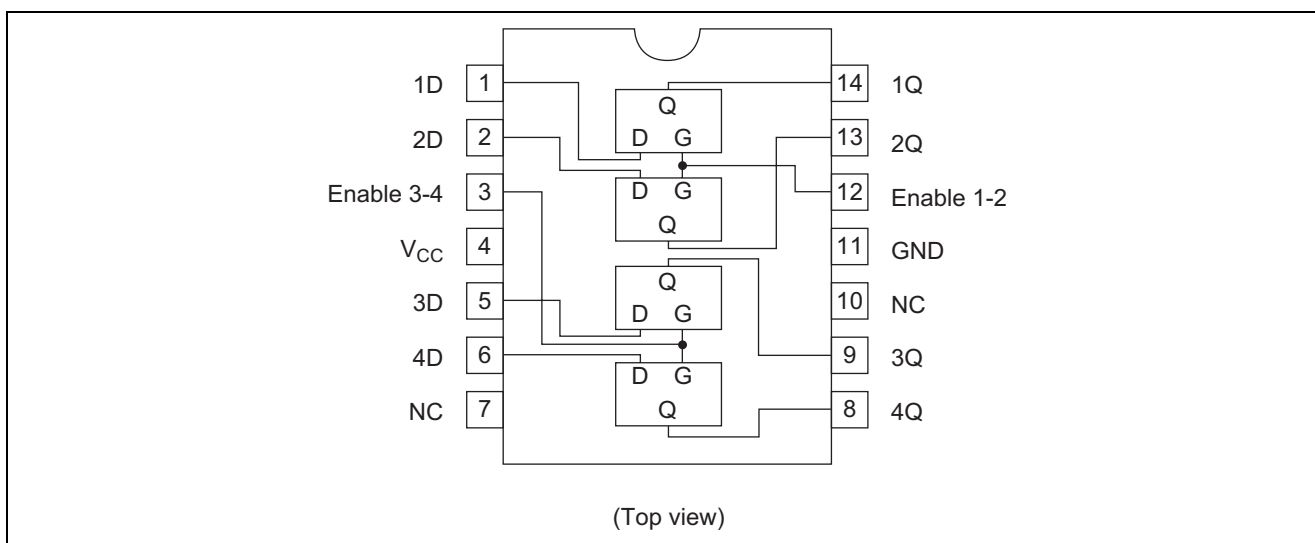 1D 1 14 1Q
Q
D G
2D 2 13 2Q
D G
Enable 3-4 3 12 Enable 1-2
Q
VCC 4 11 GND
Q
3D 5 10 NC
D G
4D 6 9 3Q
D G
NC 7 8 4Q
Q
(Top view)